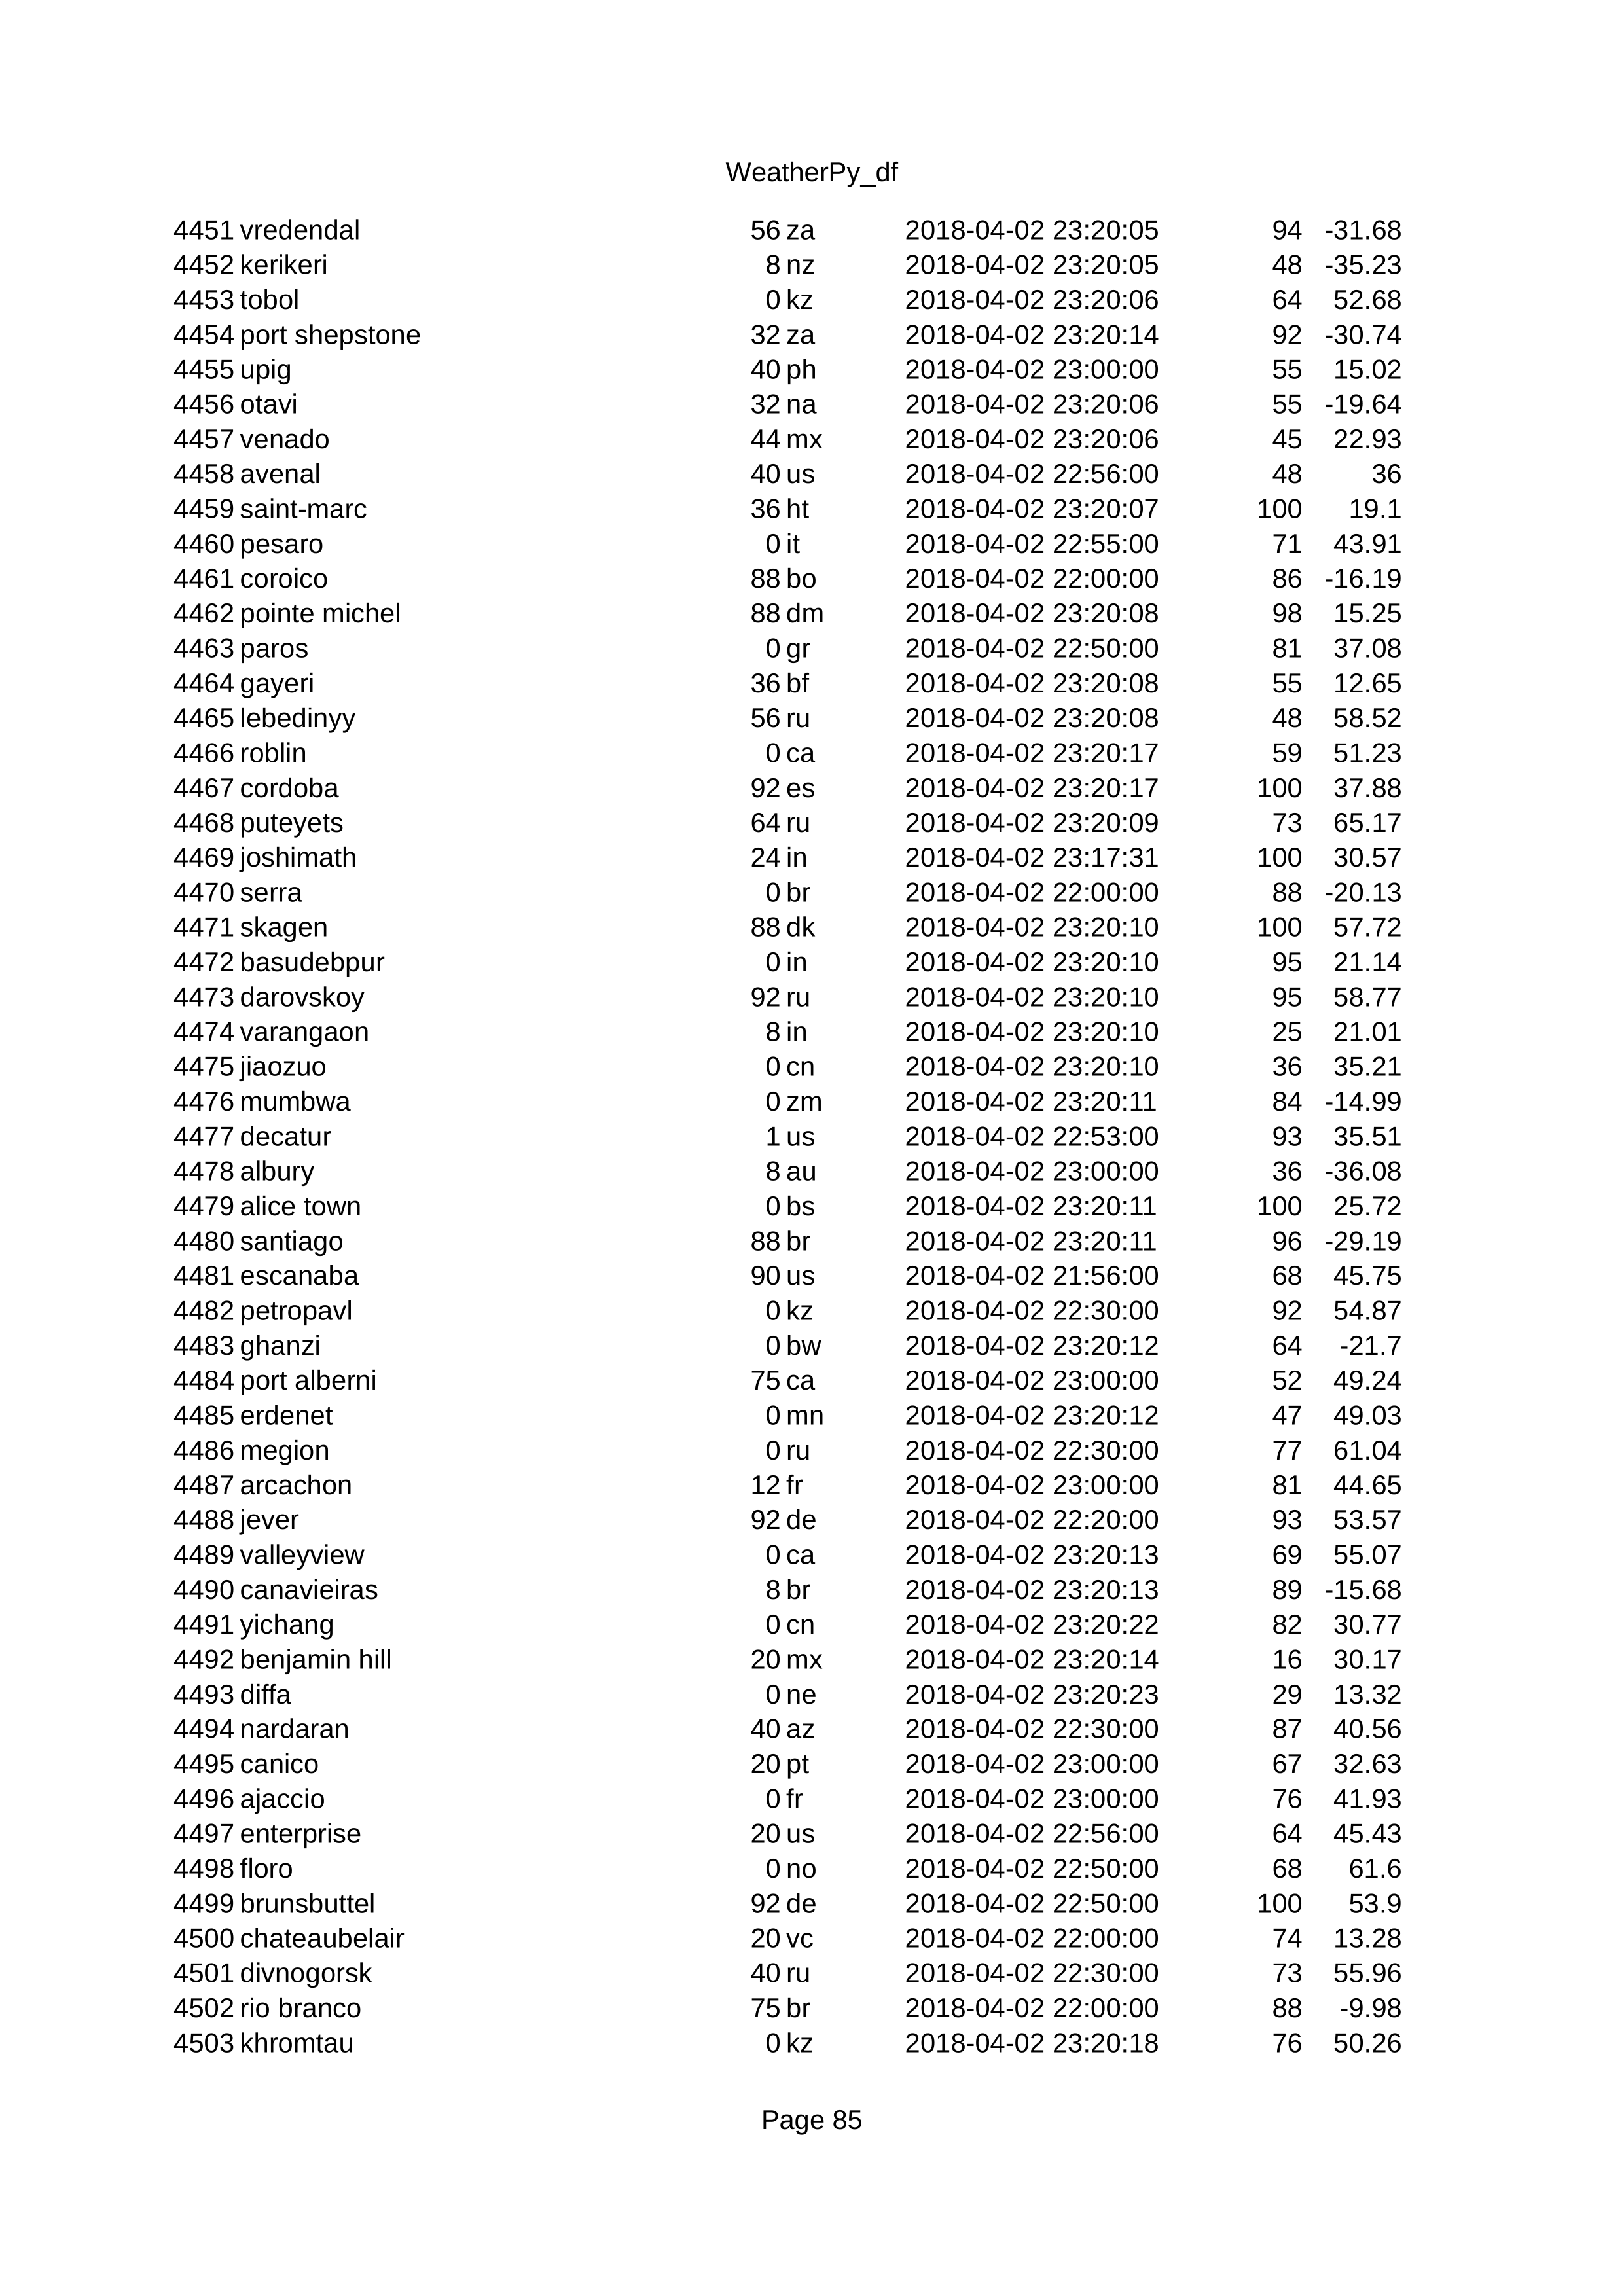 WeatherPy_df
4451 vredendal 56 za 2018-04-02 23:20:05 94 -31.68
4452 kerikeri 8 nz 2018-04-02 23:20:05 48 -35.23
4453 tobol 0 kz 2018-04-02 23:20:06 64 52.68
4454 port shepstone 32 za 2018-04-02 23:20:14 92 -30.74
4455 upig 40 ph 2018-04-02 23:00:00 55 15.02
4456 otavi 32 na 2018-04-02 23:20:06 55 -19.64
4457 venado 44 mx 2018-04-02 23:20:06 45 22.93
4458 avenal 40 us 2018-04-02 22:56:00 48 36
4459 saint-marc 36 ht 2018-04-02 23:20:07 100 19.1
4460 pesaro 0 it 2018-04-02 22:55:00 71 43.91
4461 coroico 88 bo 2018-04-02 22:00:00 86 -16.19
4462 pointe michel 88 dm 2018-04-02 23:20:08 98 15.25
4463 paros 0 gr 2018-04-02 22:50:00 81 37.08
4464 gayeri 36 bf 2018-04-02 23:20:08 55 12.65
4465 lebedinyy 56 ru 2018-04-02 23:20:08 48 58.52
4466 roblin 0 ca 2018-04-02 23:20:17 59 51.23
4467 cordoba 92 es 2018-04-02 23:20:17 100 37.88
4468 puteyets 64 ru 2018-04-02 23:20:09 73 65.17
4469 joshimath 24 in 2018-04-02 23:17:31 100 30.57
4470 serra 0 br 2018-04-02 22:00:00 88 -20.13
4471 skagen 88 dk 2018-04-02 23:20:10 100 57.72
4472 basudebpur 0 in 2018-04-02 23:20:10 95 21.14
4473 darovskoy 92 ru 2018-04-02 23:20:10 95 58.77
4474 varangaon 8 in 2018-04-02 23:20:10 25 21.01
4475 jiaozuo 0 cn 2018-04-02 23:20:10 36 35.21
4476 mumbwa 0 zm 2018-04-02 23:20:11 84 -14.99
4477 decatur 1 us 2018-04-02 22:53:00 93 35.51
4478 albury 8 au 2018-04-02 23:00:00 36 -36.08
4479 alice town 0 bs 2018-04-02 23:20:11 100 25.72
4480 santiago 88 br 2018-04-02 23:20:11 96 -29.19
4481 escanaba 90 us 2018-04-02 21:56:00 68 45.75
4482 petropavl 0 kz 2018-04-02 22:30:00 92 54.87
4483 ghanzi 0 bw 2018-04-02 23:20:12 64 -21.7
4484 port alberni 75 ca 2018-04-02 23:00:00 52 49.24
4485 erdenet 0 mn 2018-04-02 23:20:12 47 49.03
4486 megion 0 ru 2018-04-02 22:30:00 77 61.04
4487 arcachon 12 fr 2018-04-02 23:00:00 81 44.65
4488 jever 92 de 2018-04-02 22:20:00 93 53.57
4489 valleyview 0 ca 2018-04-02 23:20:13 69 55.07
4490 canavieiras 8 br 2018-04-02 23:20:13 89 -15.68
4491 yichang 0 cn 2018-04-02 23:20:22 82 30.77
4492 benjamin hill 20 mx 2018-04-02 23:20:14 16 30.17
4493 diffa 0 ne 2018-04-02 23:20:23 29 13.32
4494 nardaran 40 az 2018-04-02 22:30:00 87 40.56
4495 canico 20 pt 2018-04-02 23:00:00 67 32.63
4496 ajaccio 0 fr 2018-04-02 23:00:00 76 41.93
4497 enterprise 20 us 2018-04-02 22:56:00 64 45.43
4498 floro 0 no 2018-04-02 22:50:00 68 61.6
4499 brunsbuttel 92 de 2018-04-02 22:50:00 100 53.9
4500 chateaubelair 20 vc 2018-04-02 22:00:00 74 13.28
4501 divnogorsk 40 ru 2018-04-02 22:30:00 73 55.96
4502 rio branco 75 br 2018-04-02 22:00:00 88 -9.98
4503 khromtau 0 kz 2018-04-02 23:20:18 76 50.26
Page 85